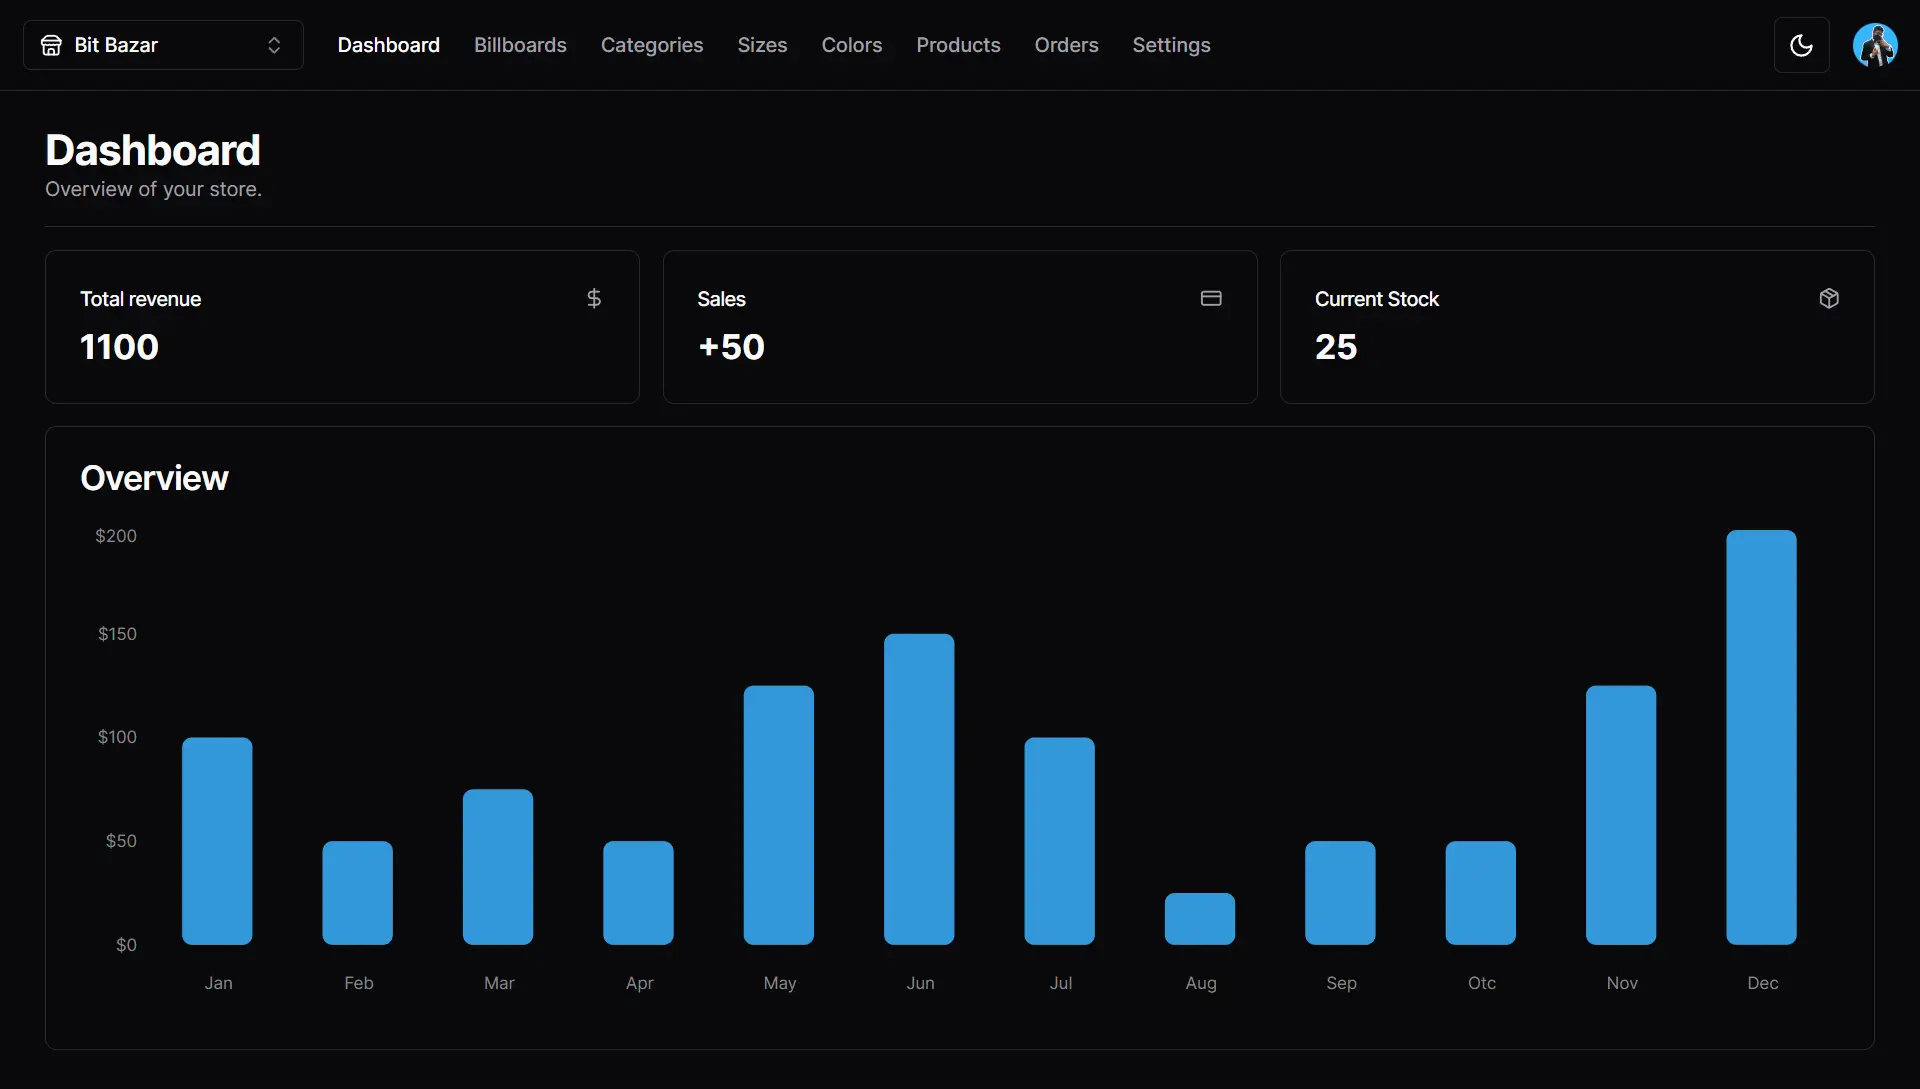 Bit Bazar Dashboard Billboards Categories Sizes Colors Products Orders Settings
Dashboard
Overview of your store.
Total revenue
1100
Sales
+50
Current Stock
25
Overview
$200
$150
$100
$50
$0
Jan Feb Mar Apr May Jun Jul Aug Sep Otc Nov Dec